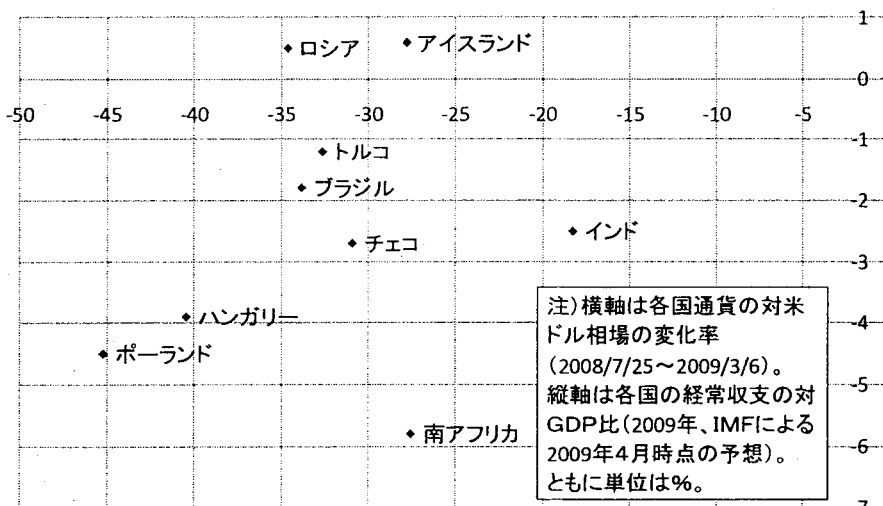 1
ロシア
アイスランド
0
-50 -45 -40 -35 -30 -25 -20 -15 -10 -5
トルコ
-1
ブラジル
-2
インド
チェコ
-3
ハンガリー
-4
ポーランド
-5
南アフリカ
-6
-7
注)横軸は各国通貨の対米
ドル相場の変化率
(2008/7/25～2009/3/6)。
縦軸は各国の経常収支の対
GDP比(2009年、IMFによる
2009年4月時点の予想)。
ともに単位は%。